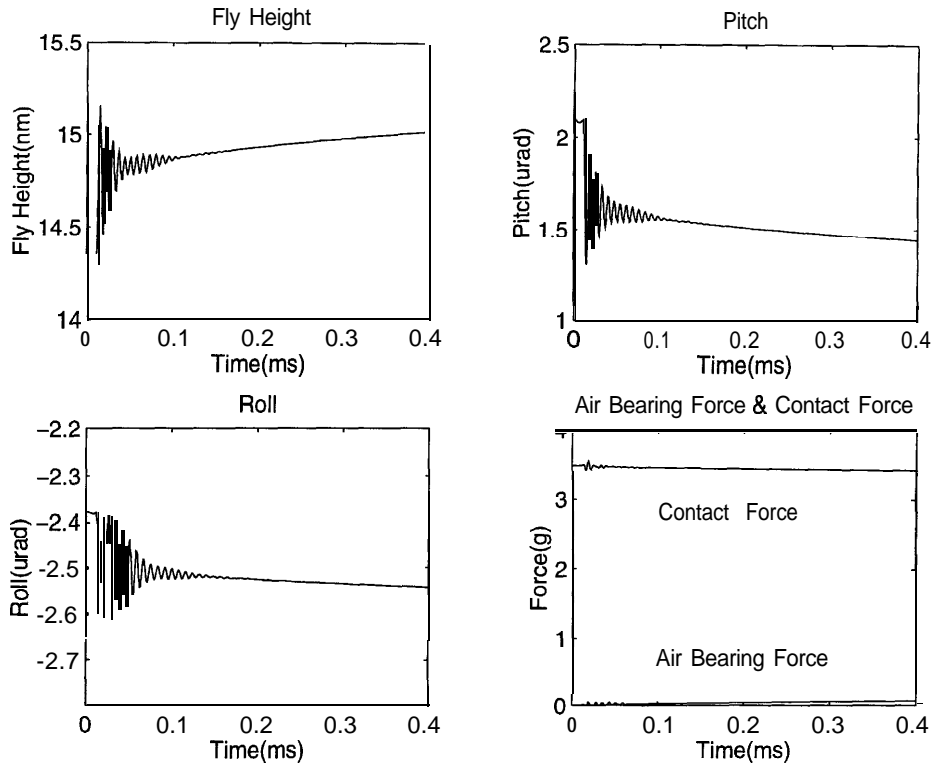 Fly Height
15.5
15
14.5
14
Fly Height(nm)
0 0.1 0.2 0.3 0.4
Time(ms)
Pitch
2.5
2
1.5
1
Pitch(urad)
0 0.1 0.2 0.3 0.4
Time(ms)
Roll
−2.2
−2.3
−2.4
-2.5
-2.6
-2.7
Roll(urad)
0 0.1 0.2 0.3 0.4
Time(ms)
Air Bearing Force & Contact Force
3
2
1
0
Force(g)
Contact Force
Air Bearing Force
0 0.1 0.2 0.3 0.4
Time(ms)